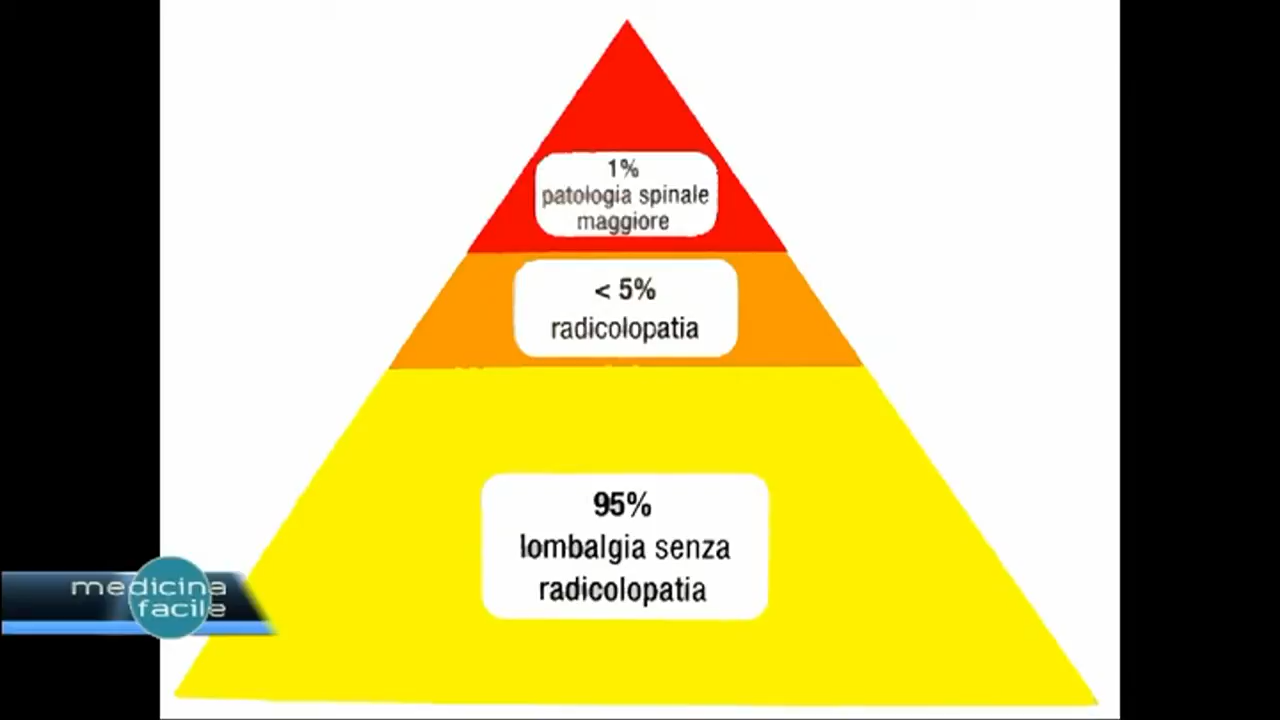 1%
patologia spinale
maggiore
< 5%
radicolopatia
95%
lombalgia senza
radicolopatia
medicina
facile